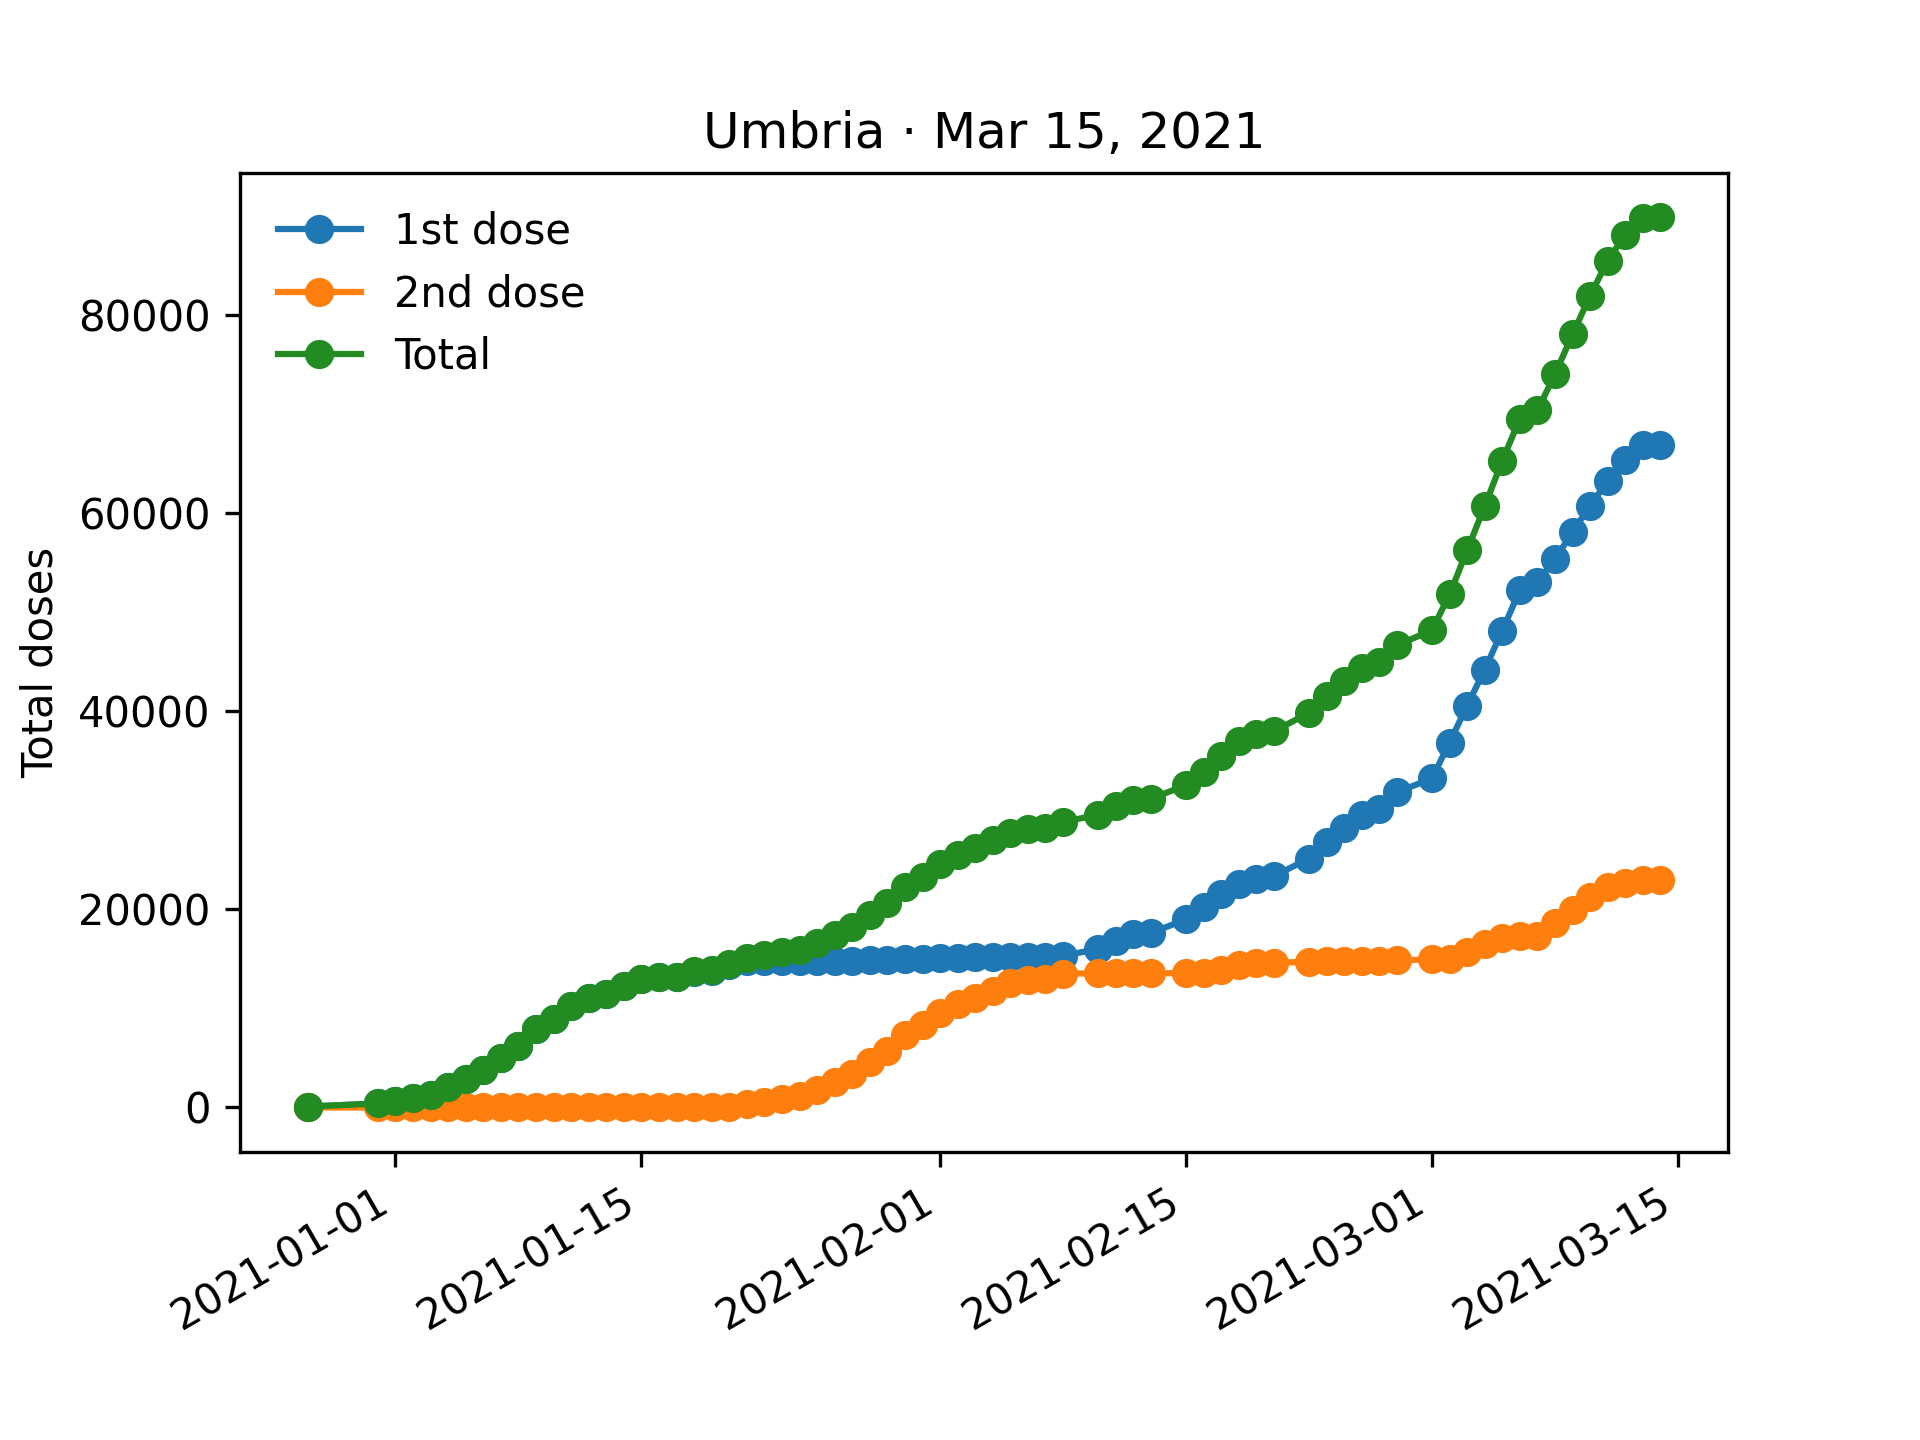 Umbria · Mar 15, 2021
1st dose
2nd dose
Total
Total doses
80000
60000
40000
20000
0
2021-01-01
2021-01-15
2021-02-01
2021-02-15
2021-03-01
2021-03-15